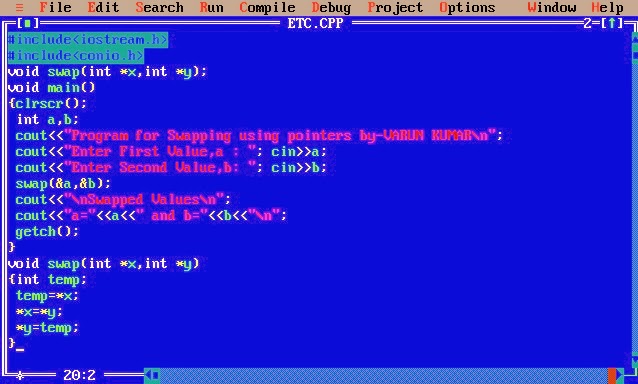 ≡ File Edit Search Run Compile Debug Project Options Window Help
[■] ETC.CPP 2=[↑]
#include<iostream.h>
#include<conio.h>
void swap(int *x,int *y);
void main()
{clrscr();
int a,b;
cout<<"Program for Swapping using pointers by-VARUN KUMAR\n";
cout<<"Enter First Value,a : "; cin>>a;
cout<<"Enter Second Value,b: "; cin>>b;
swap(&a,&b);
cout<<"\nSwapped Values\n";
cout<<"a="<<a<<" and b="<<b<<"\n";
getch();
}
void swap(int *x,int *y)
{int temp;
temp=*x;
*x=*y;
*y=temp;
}_
20:2